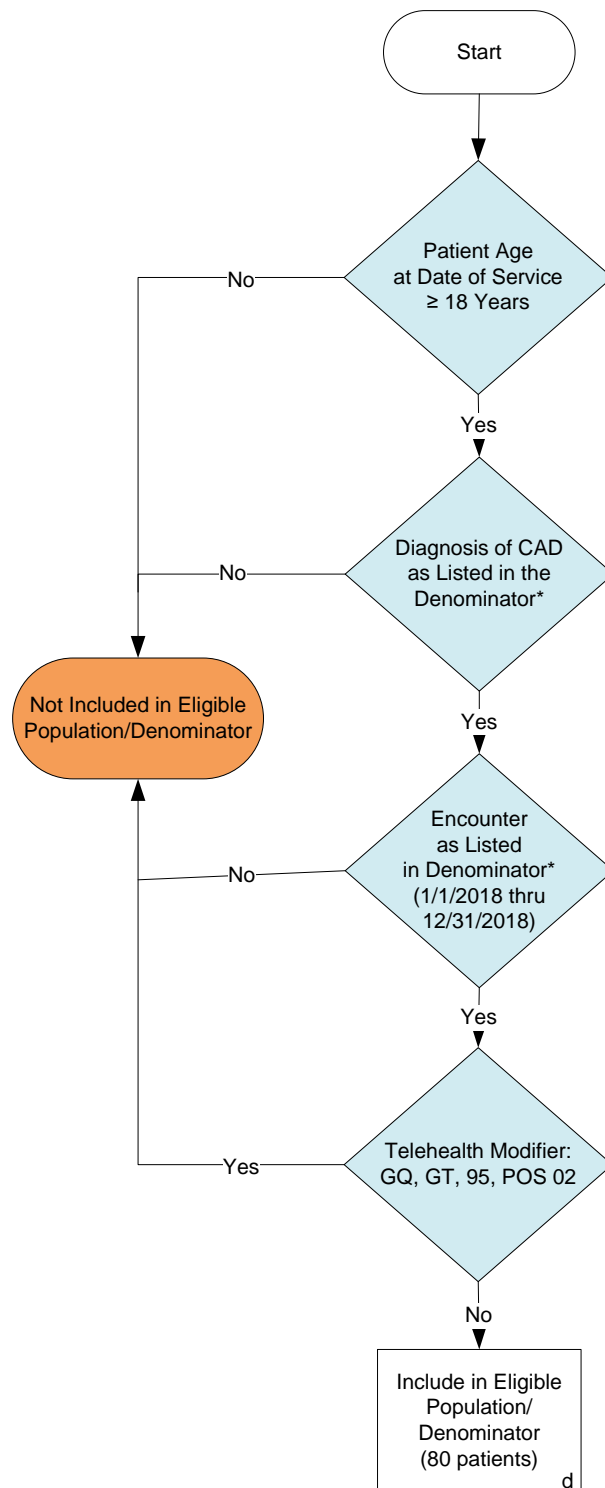 Start
Patient Age
at Date of Service
≥ 18 Years
No
Yes
Diagnosis of CAD
as Listed in the
Denominator*
No
Not Included in Eligible
Population/Denominator
Yes
Encounter
as Listed
in Denominator*
(1/1/2018 thru
12/31/2018)
No
Yes
Telehealth Modifier:
GQ, GT, 95, POS 02
Yes
No
Include in Eligible
Population/
Denominator
(80 patients)
d